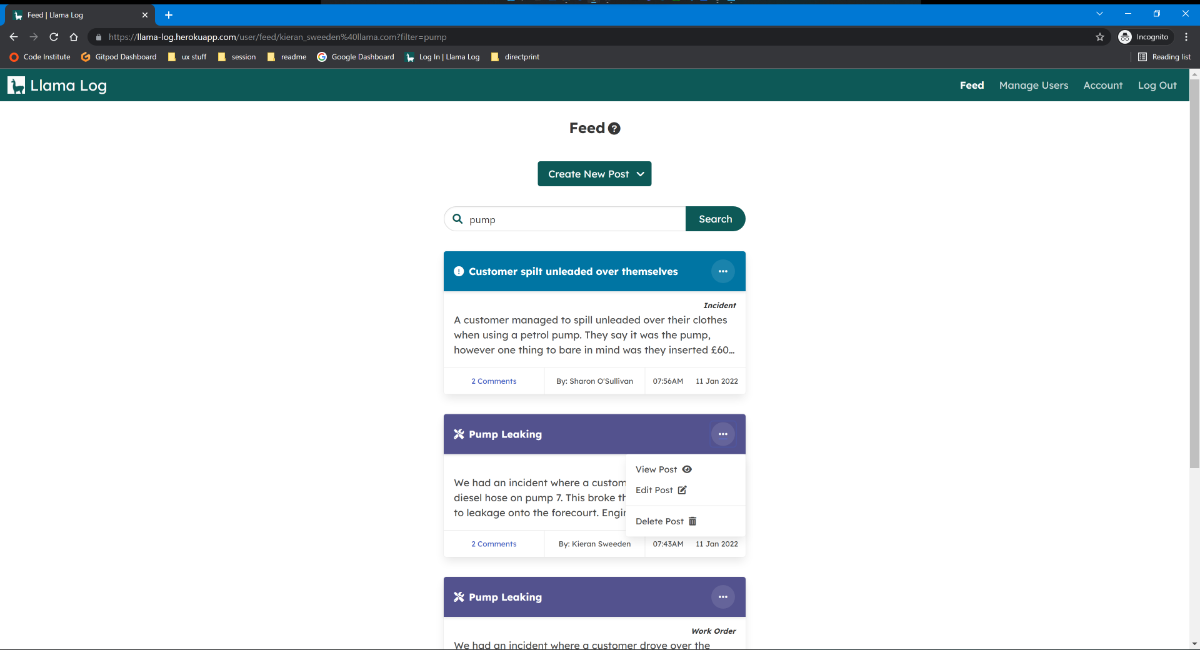 Feed | Llama Log
https://llama-log.herokuapp.com/user/feed/kieran_sweeden%40llama.com?filter=pump
Incognito
Code Institute
Gitpod Dashboard
ux stuff
session
readme
Google Dashboard
Log In | Llama Log
directprint
Reading list
Llama Log
Feed
Manage Users
Account
Log Out
Feed
Create New Post
pump
Search
Customer spilt unleaded over themselves
Incident
A customer managed to spill unleaded over their clothes
when using a petrol pump. They say it was the pump,
however one thing to bare in mind was they inserted £60...
2 Comments
By: Sharon O'Sullivan
07:56AM
11 Jan 2022
Pump Leaking
View Post
Edit Post
Delete Post
We had an incident where a custom
diesel hose on pump 7. This broke th
to leakage onto the forecourt. Engir
2 Comments
By: Kieran Sweeden
07:43AM
11 Jan 2022
Pump Leaking
Work Order
We had an incident where a customer drove over the